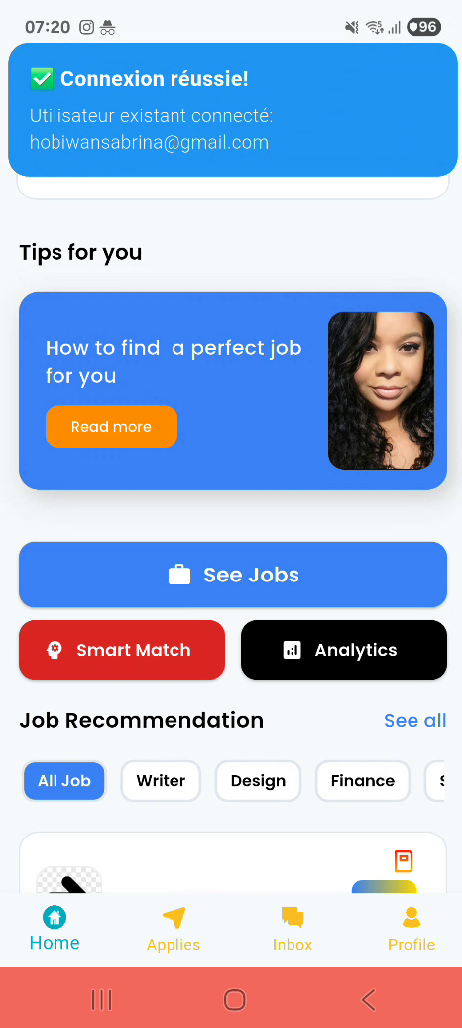 07:20
96
✅ Connexion réussie!
Utilisateur existant connecté:
hobiwansabrina@gmail.com
Tips for you
How to find a perfect job
for you
Read more
See Jobs
Smart Match
Analytics
Job Recommendation
See all
All Job
Writer
Design
Finance
Home
Applies
Inbox
Profile